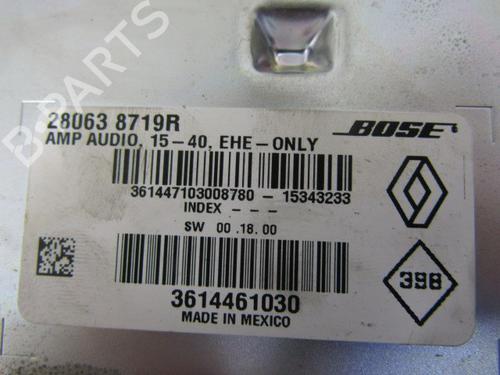 28063 8719R
BOSE
AMP AUDIO, 15-40, EHE-ONLY
361447103008780 - 15343233
INDEX - - -
SW 00.18.00
398
3614461030
MADE IN MEXICO
B-PARTS